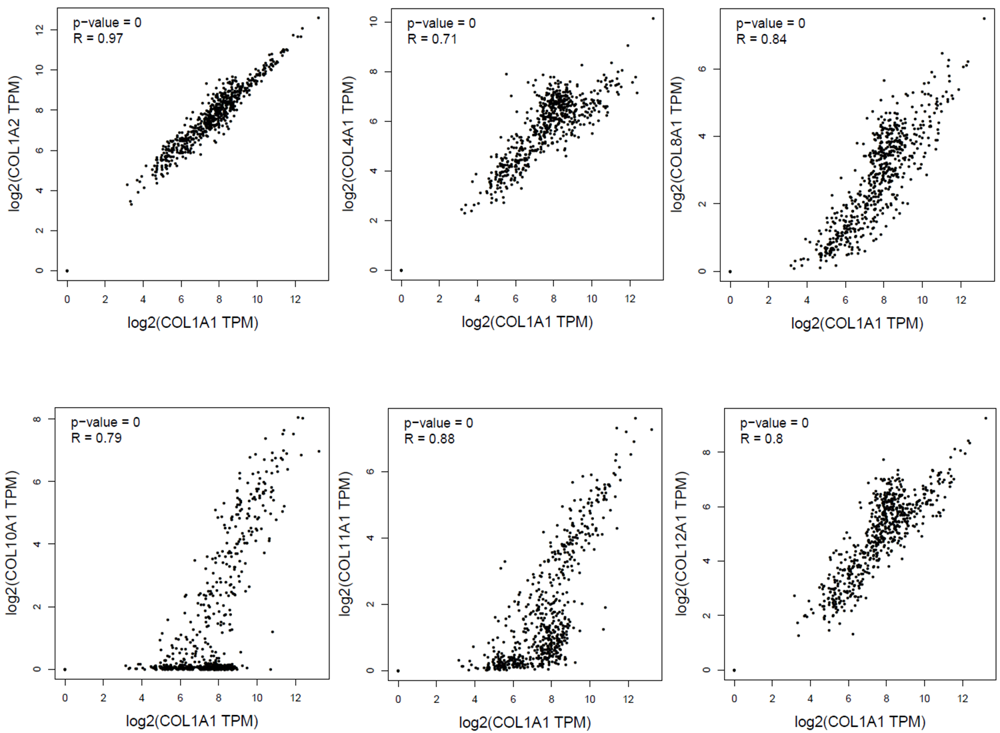 p−value = 0
R = 0.97
log2(COL1A2 TPM)
12
10
8
6
4
2
0
0 2 4 6 8 10 12
log2(COL1A1 TPM)
p−value = 0
R = 0.71
log2(COL4A1 TPM)
10
8
6
4
2
0
0 2 4 6 8 10 12
log2(COL1A1 TPM)
p−value = 0
R = 0.84
log2(COL8A1 TPM)
6
4
2
0
0 2 4 6 8 10 12
log2(COL1A1 TPM)
p−value = 0
R = 0.79
log2(COL10A1 TPM)
8
6
4
2
0
0 2 4 6 8 10 12
log2(COL1A1 TPM)
p−value = 0
R = 0.88
log2(COL11A1 TPM)
6
4
2
0
0 2 4 6 8 10 12
log2(COL1A1 TPM)
p−value = 0
R = 0.8
log2(COL12A1 TPM)
8
6
4
2
0
0 2 4 6 8 10 12
log2(COL1A1 TPM)